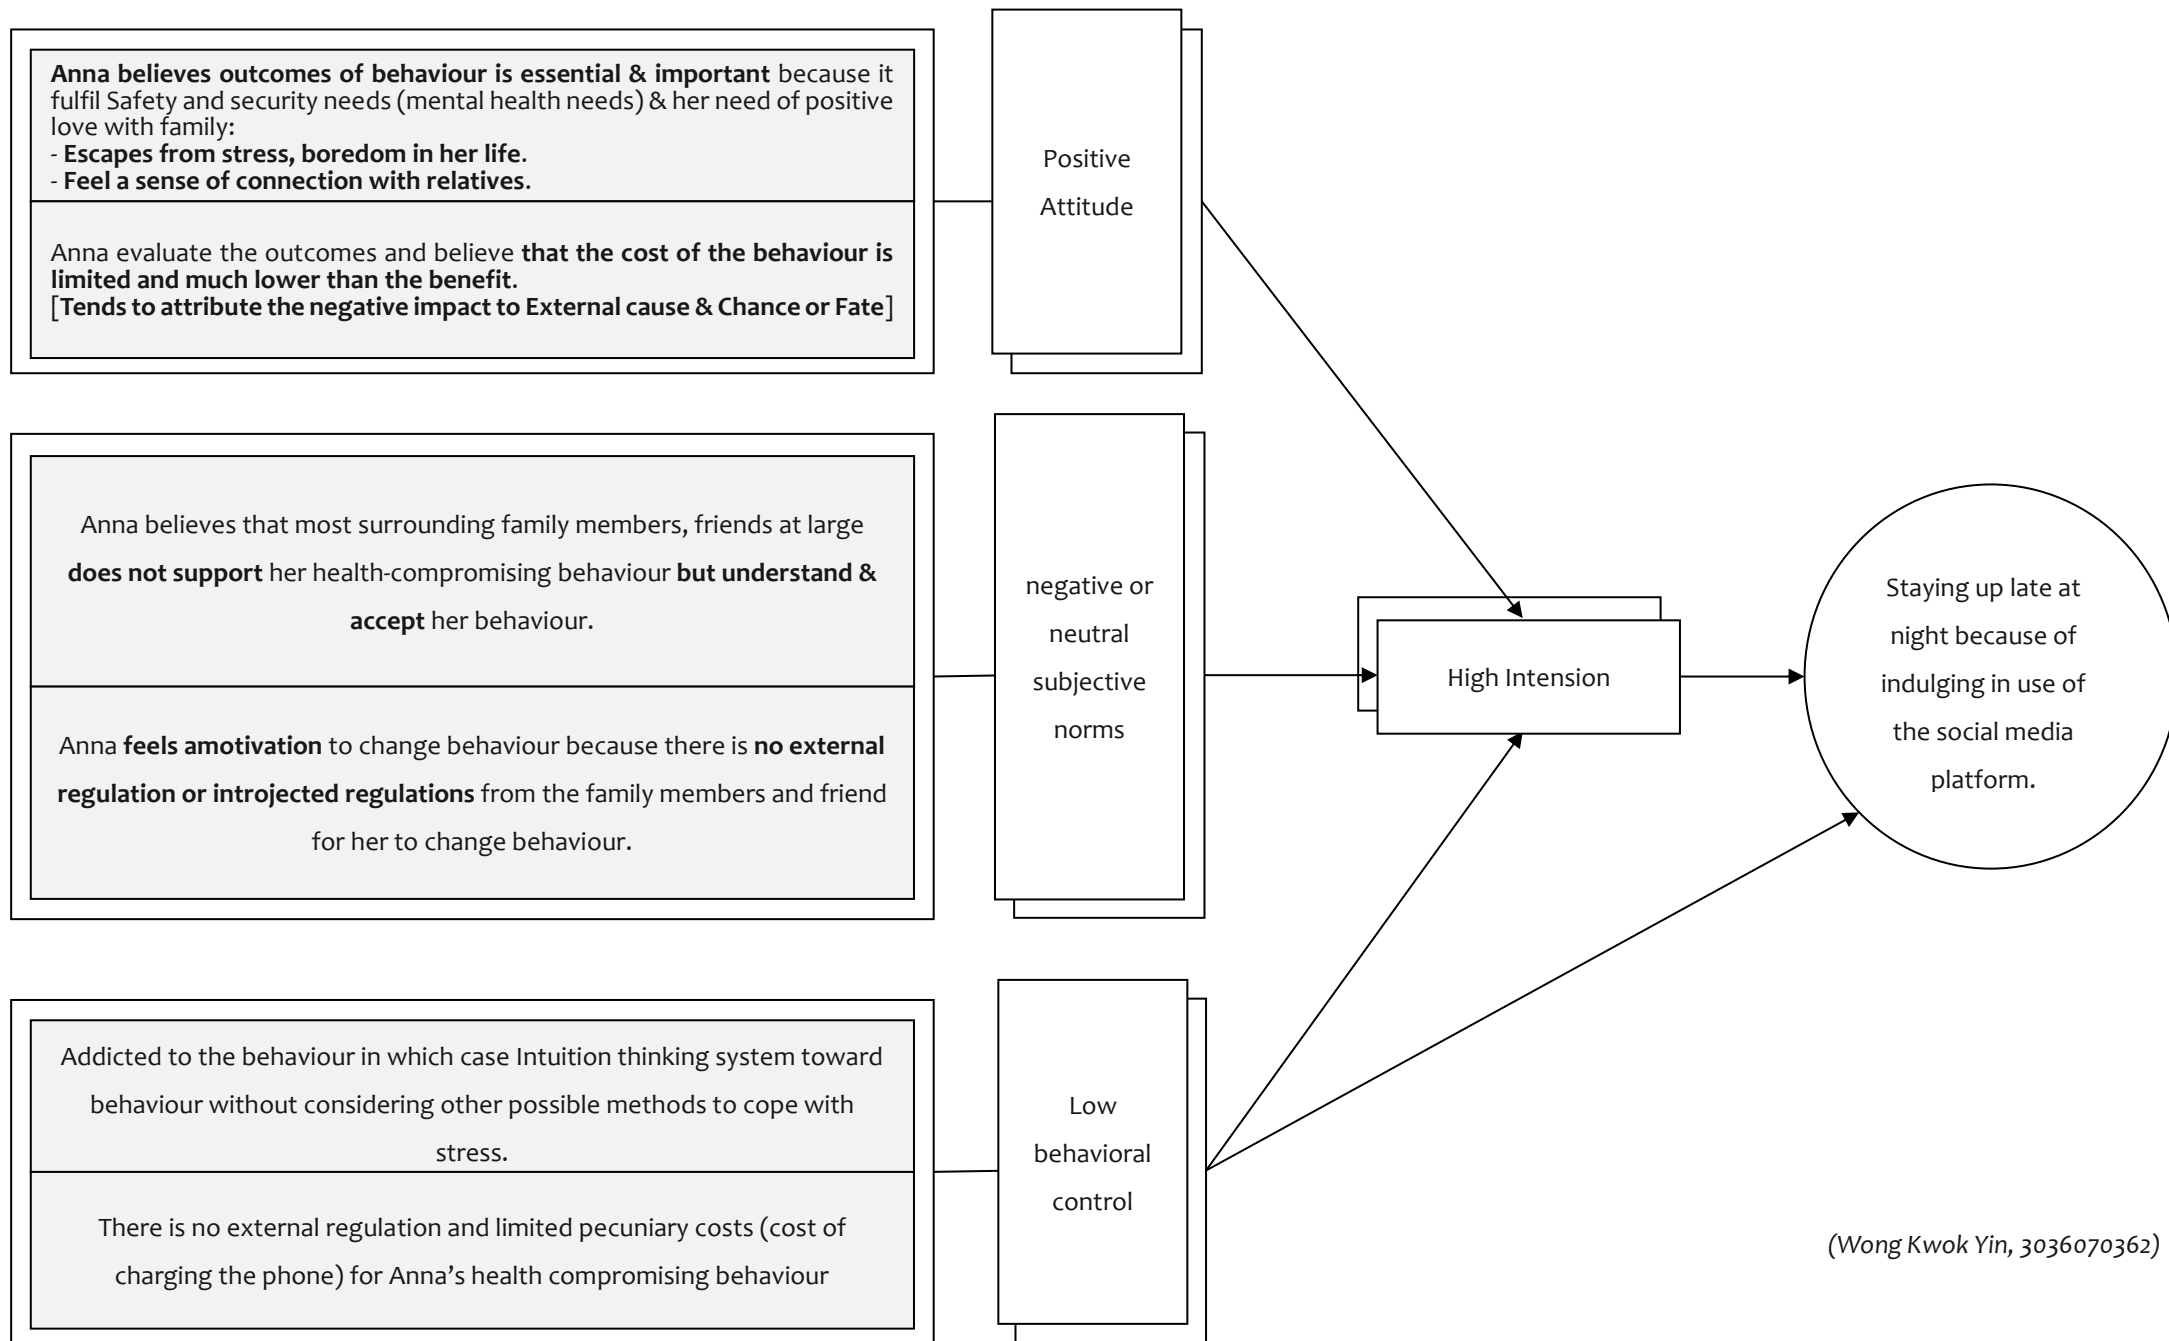 Anna believes outcomes of behaviour is essential & important because it
fulfil Safety and security needs (mental health needs) & her need of positive
love with family:
- Escapes from stress, boredom in her life.
- Feel a sense of connection with relatives.
Anna evaluate the outcomes and believe that the cost of the behaviour is
limited and much lower than the benefit.
[Tends to attribute the negative impact to External cause & Chance or Fate]
Positive
Attitude
Anna believes that most surrounding family members, friends at large
does not support her health-compromising behaviour but understand &
accept her behaviour.
Anna feels amotivation to change behaviour because there is no external
regulation or introjected regulations from the family members and friend
for her to change behaviour.
negative or
neutral
subjective
norms
High Intension
Staying up late at
night because of
indulging in use of
the social media
platform.
Addicted to the behaviour in which case Intuition thinking system toward
behaviour without considering other possible methods to cope with
stress.
There is no external regulation and limited pecuniary costs (cost of
charging the phone) for Anna's health compromising behaviour
Low
behavioral
control
(Wong Kwok Yin, 3036070362)